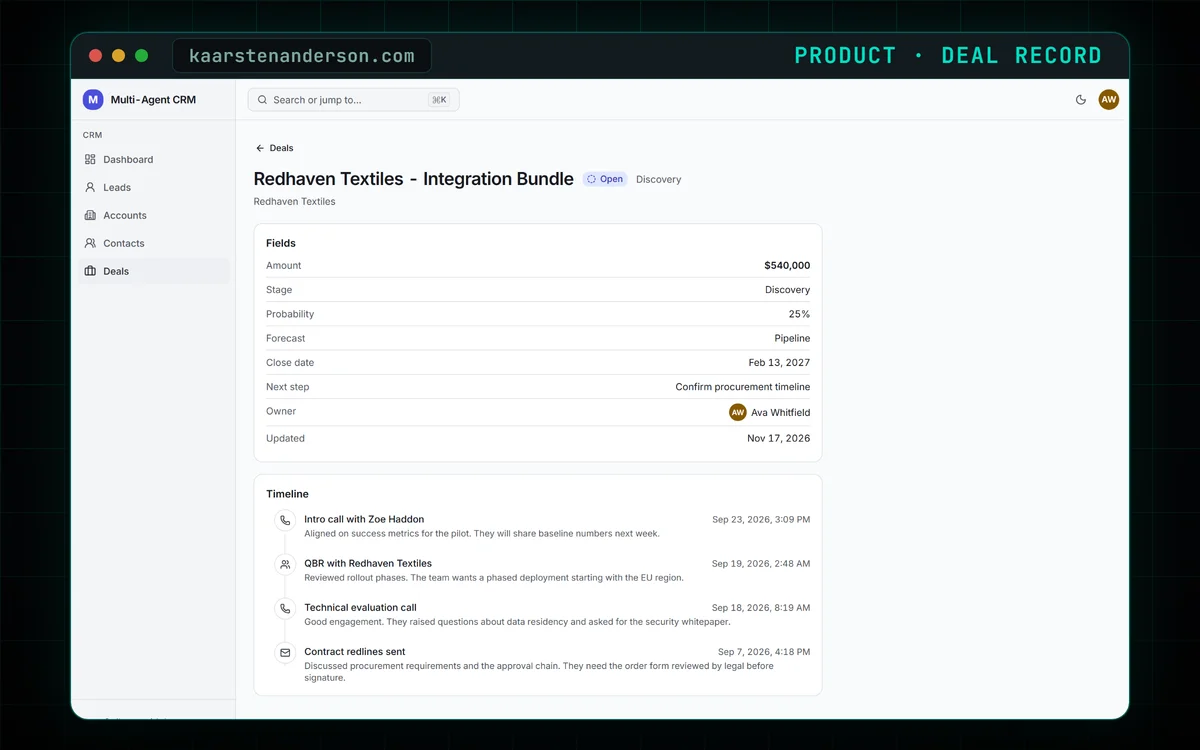 kaarstenanderson.com
PRODUCT · DEAL RECORD
M Multi-Agent CRM
Search or jump to... ⌘K
AW
CRM
Dashboard
Leads
Accounts
Contacts
Deals
← Deals
Redhaven Textiles - Integration Bundle Open Discovery
Redhaven Textiles
Fields
Amount $540,000
Stage Discovery
Probability 25%
Forecast Pipeline
Close date Feb 13, 2027
Next step Confirm procurement timeline
Owner AW Ava Whitfield
Updated Nov 17, 2026
Timeline
Intro call with Zoe Haddon Sep 23, 2026, 3:09 PM
Aligned on success metrics for the pilot. They will share baseline numbers next week.
QBR with Redhaven Textiles Sep 19, 2026, 2:48 AM
Reviewed rollout phases. The team wants a phased deployment starting with the EU region.
Technical evaluation call Sep 18, 2026, 8:19 AM
Good engagement. They raised questions about data residency and asked for the security whitepaper.
Contract redlines sent Sep 7, 2026, 4:18 PM
Discussed procurement requirements and the approval chain. They need the order form reviewed by legal before
signature.